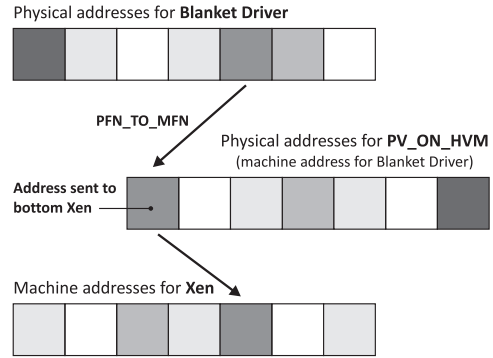 Physical addresses for Blanket Driver
PFN_TO_MFN
Physical addresses for PV_ON_HVM
(machine address for Blanket Driver)
Address sent to
bottom Xen
Machine addresses for Xen